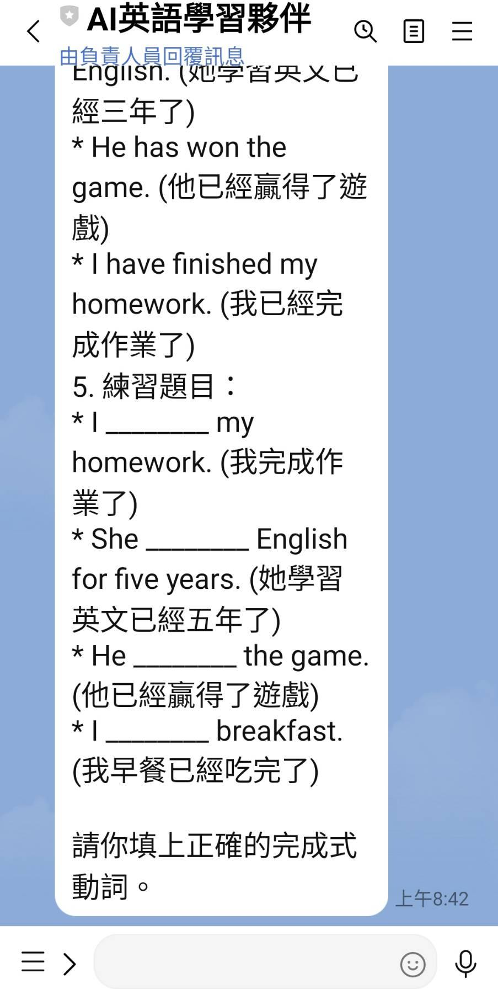 AI英語學習夥伴
由負責人員回覆訊息
English. (她學習英文已
經三年了)
* He has won the
game. (他已經贏得了遊
戲)
* I have finished my
homework. (我已經完
成作業了)
5. 練習題目：
* I ________ my
homework. (我完成作
業了)
* She ________ English
for five years. (她學習
英文已經五年了)
* He ________ the game.
(他已經贏得了遊戲)
* I ________ breakfast.
(我早餐已經吃完了)
請你填上正確的完成式
動詞。
上午8:42